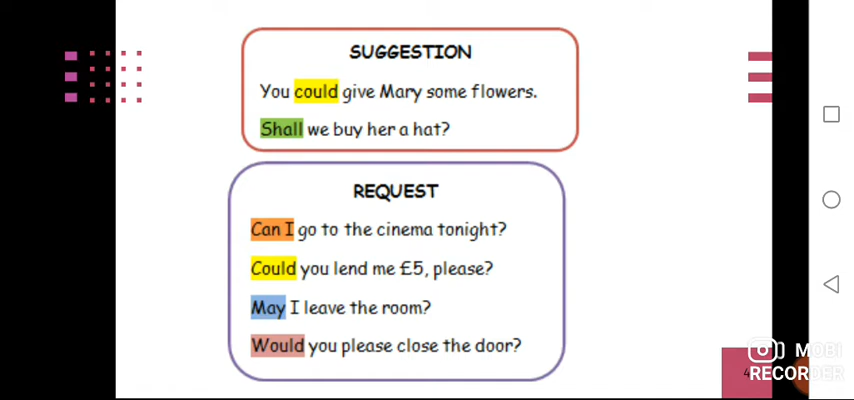 SUGGESTION
You could give Mary some flowers.
Shall we buy her a hat?
REQUEST
Can I go to the cinema tonight?
Could you lend me £5, please?
May I leave the room?
Would you please close the door?
4
MOBI
RECORDER